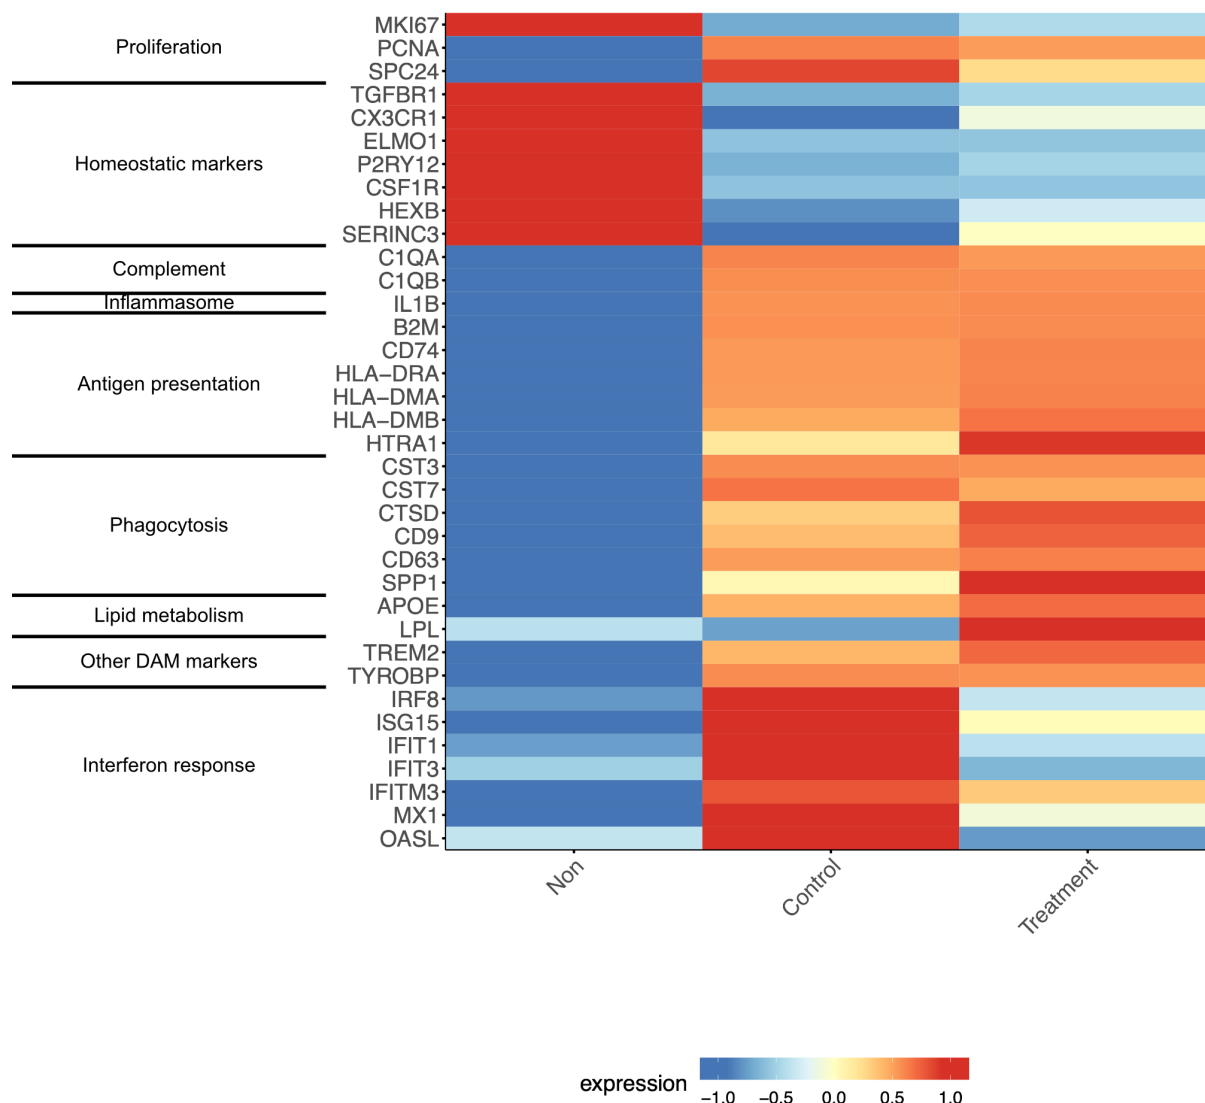 Proliferation
MKI67
PCNA
SPC24
Homeostatic markers
TGFBR1
CX3CR1
ELMO1
P2RY12
CSF1R
HEXB
SERINC3
Complement
C1QA
C1QB
Inflammasome
IL1B
Antigen presentation
B2M
CD74
HLA−DRA
HLA−DMA
HLA−DMB
HTRA1
Phagocytosis
CST3
CST7
CTSD
CD9
CD63
SPP1
Lipid metabolism
APOE
LPL
Other DAM markers
TREM2
TYROBP
Interferon response
IRF8
ISG15
IFIT1
IFIT3
IFITM3
MX1
OASL
Non
Control
Treatment
expression
−1.0 −0.5 0.0 0.5 1.0